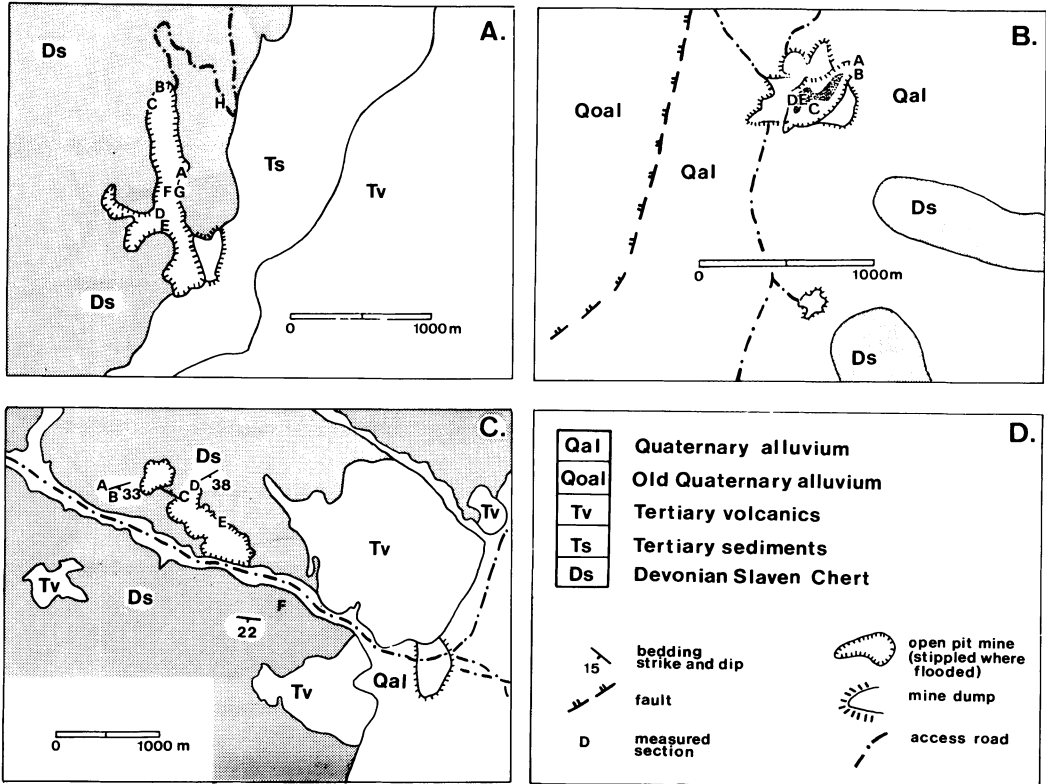 A.
Ds
B
C
H
A
F G
D
E
Ts
Tv
Ds
0 1000 m
B.
A
B
D E
C
Qoal
Qal
Qal
Ds
0 1000 m
Ds
C.
Ds
A
B 33
D 38
C
E
Tv
Tv
Tv
Ds
F
22
Tv
Qal
0 1000 m
D.
Qal Quaternary alluvium
Qoal Old Quaternary alluvium
Tv Tertiary volcanics
Ts Tertiary sediments
Ds Devonian Slaven Chert
15 bedding
strike and dip
fault
D measured
section
open pit mine
(stippled where
flooded)
mine dump
access road